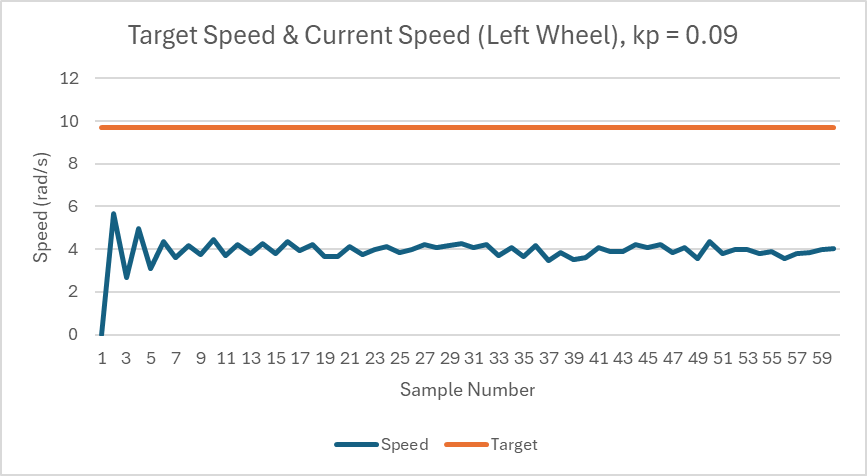 Target Speed & Current Speed (Left Wheel), kp = 0.09
12
10
8
6
4
2
0
Speed (rad/s)
1 3 5 7 9 11 13 15 17 19 21 23 25 27 29 31 33 35 37 39 41 43 45 47 49 51 53 55 57 59
Sample Number
Speed Target